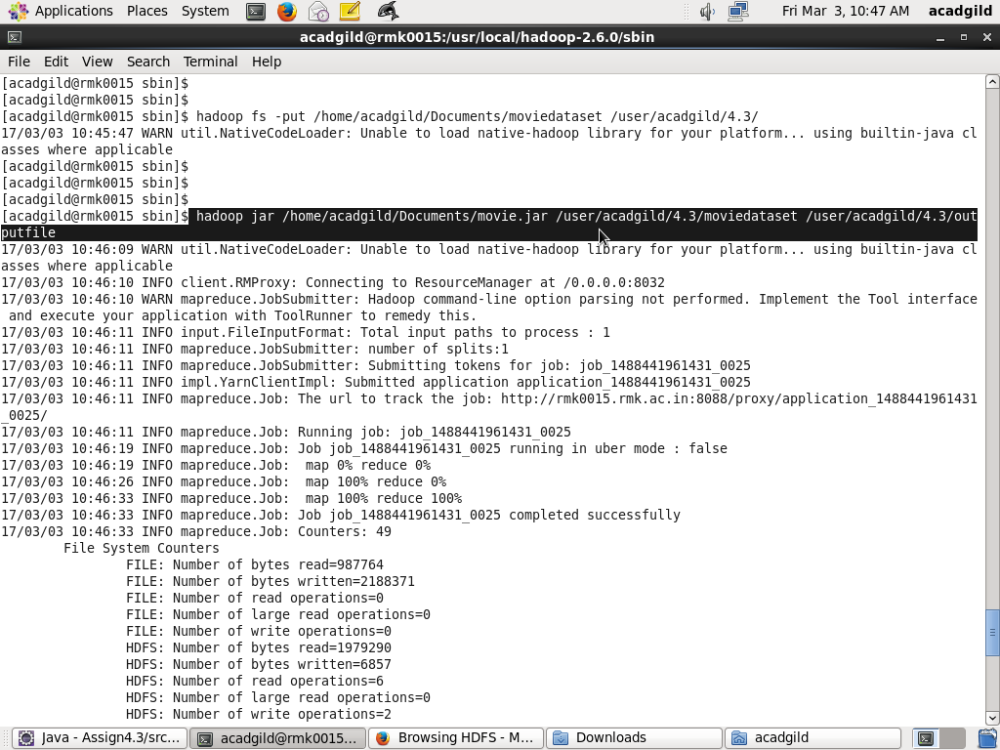 Applications Places System Fri Mar 3, 10:47 AM acadgild
acadgild@rmk0015:/usr/local/hadoop-2.6.0/sbin
File Edit View Search Terminal Help
[acadgild@rmk0015 sbin]$
[acadgild@rmk0015 sbin]$
[acadgild@rmk0015 sbin]$ hadoop fs -put /home/acadgild/Documents/moviedataset /user/acadgild/4.3/
17/03/03 10:45:47 WARN util.NativeCodeLoader: Unable to load native-hadoop library for your platform... using builtin-java cl
asses where applicable
[acadgild@rmk0015 sbin]$
[acadgild@rmk0015 sbin]$
[acadgild@rmk0015 sbin]$
[acadgild@rmk0015 sbin]$ hadoop jar /home/acadgild/Documents/movie.jar /user/acadgild/4.3/moviedataset /user/acadgild/4.3/out
putfile
17/03/03 10:46:09 WARN util.NativeCodeLoader: Unable to load native-hadoop library for your platform... using builtin-java cl
asses where applicable
17/03/03 10:46:10 INFO client.RMProxy: Connecting to ResourceManager at /0.0.0.0:8032
17/03/03 10:46:10 WARN mapreduce.JobSubmitter: Hadoop command-line option parsing not performed. Implement the Tool interface
 and execute your application with ToolRunner to remedy this.
17/03/03 10:46:11 INFO input.FileInputFormat: Total input paths to process : 1
17/03/03 10:46:11 INFO mapreduce.JobSubmitter: number of splits:1
17/03/03 10:46:11 INFO mapreduce.JobSubmitter: Submitting tokens for job: job_1488441961431_0025
17/03/03 10:46:11 INFO impl.YarnClientImpl: Submitted application application_1488441961431_0025
17/03/03 10:46:11 INFO mapreduce.Job: The url to track the job: http://rmk0015.rmk.ac.in:8088/proxy/application_1488441961431
_0025/
17/03/03 10:46:11 INFO mapreduce.Job: Running job: job_1488441961431_0025
17/03/03 10:46:19 INFO mapreduce.Job: Job job_1488441961431_0025 running in uber mode : false
17/03/03 10:46:19 INFO mapreduce.Job:  map 0% reduce 0%
17/03/03 10:46:26 INFO mapreduce.Job:  map 100% reduce 0%
17/03/03 10:46:33 INFO mapreduce.Job:  map 100% reduce 100%
17/03/03 10:46:33 INFO mapreduce.Job: Job job_1488441961431_0025 completed successfully
17/03/03 10:46:33 INFO mapreduce.Job: Counters: 49
File System Counters
FILE: Number of bytes read=987764
FILE: Number of bytes written=2188371
FILE: Number of read operations=0
FILE: Number of large read operations=0
FILE: Number of write operations=0
HDFS: Number of bytes read=1979290
HDFS: Number of bytes written=6857
HDFS: Number of read operations=6
HDFS: Number of large read operations=0
HDFS: Number of write operations=2
Java - Assign4.3/src... acadgild@rmk0015... Browsing HDFS - M... Downloads acadgild